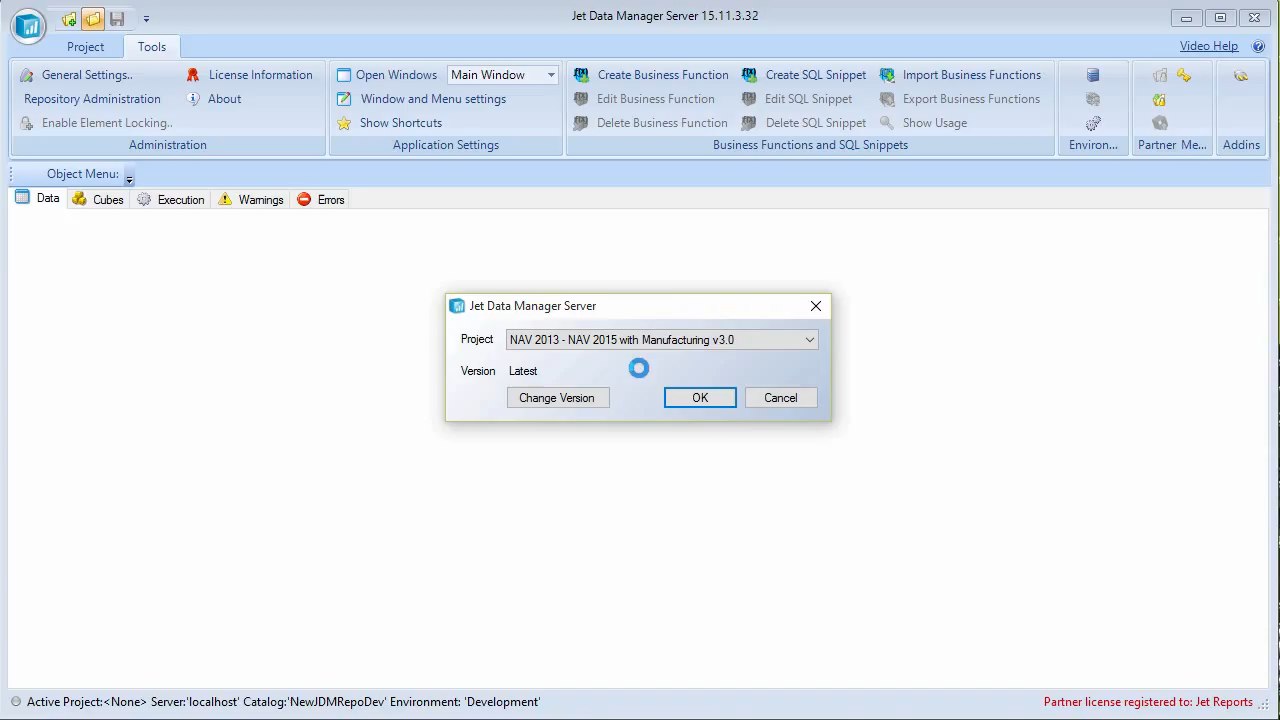 Jet Data Manager Server 15.11.3.32
Project Tools Video Help
General Settings.. License Information Open Windows Main Window Create Business Function Create SQL Snippet Import Business Functions
Repository Administration About Window and Menu settings Edit Business Function Edit SQL Snippet Export Business Functions
Enable Element Locking.. Show Shortcuts Delete Business Function Delete SQL Snippet Show Usage
Administration Application Settings Business Functions and SQL Snippets Environ... Partner Me... Addins
Object Menu:
Data Cubes Execution Warnings Errors
Jet Data Manager Server
Project NAV 2013 - NAV 2015 with Manufacturing v3.0
Version Latest
Change Version OK Cancel
Active Project:<None> Server:'localhost' Catalog:'NewJDMRepoDev' Environment: 'Development' Partner license registered to: Jet Reports